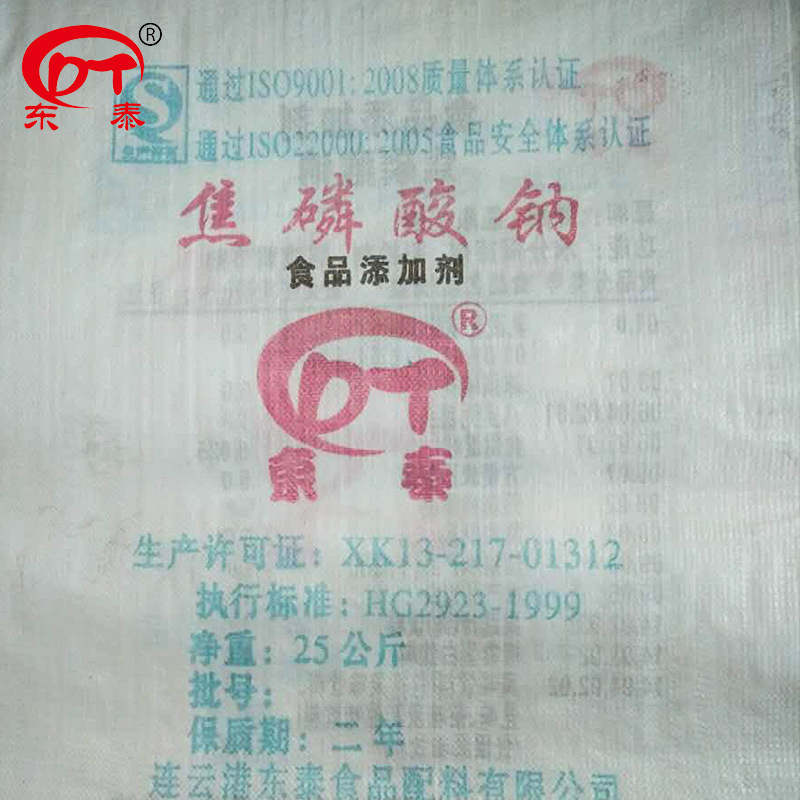 DT ®
东泰
通过ISO9001:2008质量体系认证
通过ISO22000:2005食品安全体系认证
焦磷酸钠
食品添加剂
DT ®
東泰
生产许可证：XK13-217-01312
执行标准：HG2923-1999
净重：25公斤
批号：
保质期：二年
连云港东泰食品配料有限公司